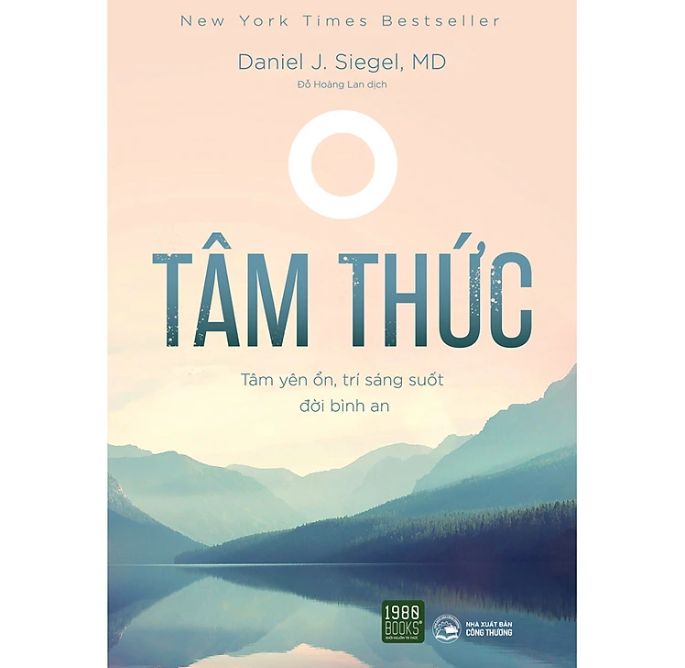 New York Times Bestseller
Daniel J. Siegel, MD
Đỗ Hoàng Lan dịch
TÂM THỨC
Tâm yên ổn, trí sáng suốt
đời bình an
1980
BOOKS®
NHÀ XUẤT BẢN
CÔNG THƯƠNG